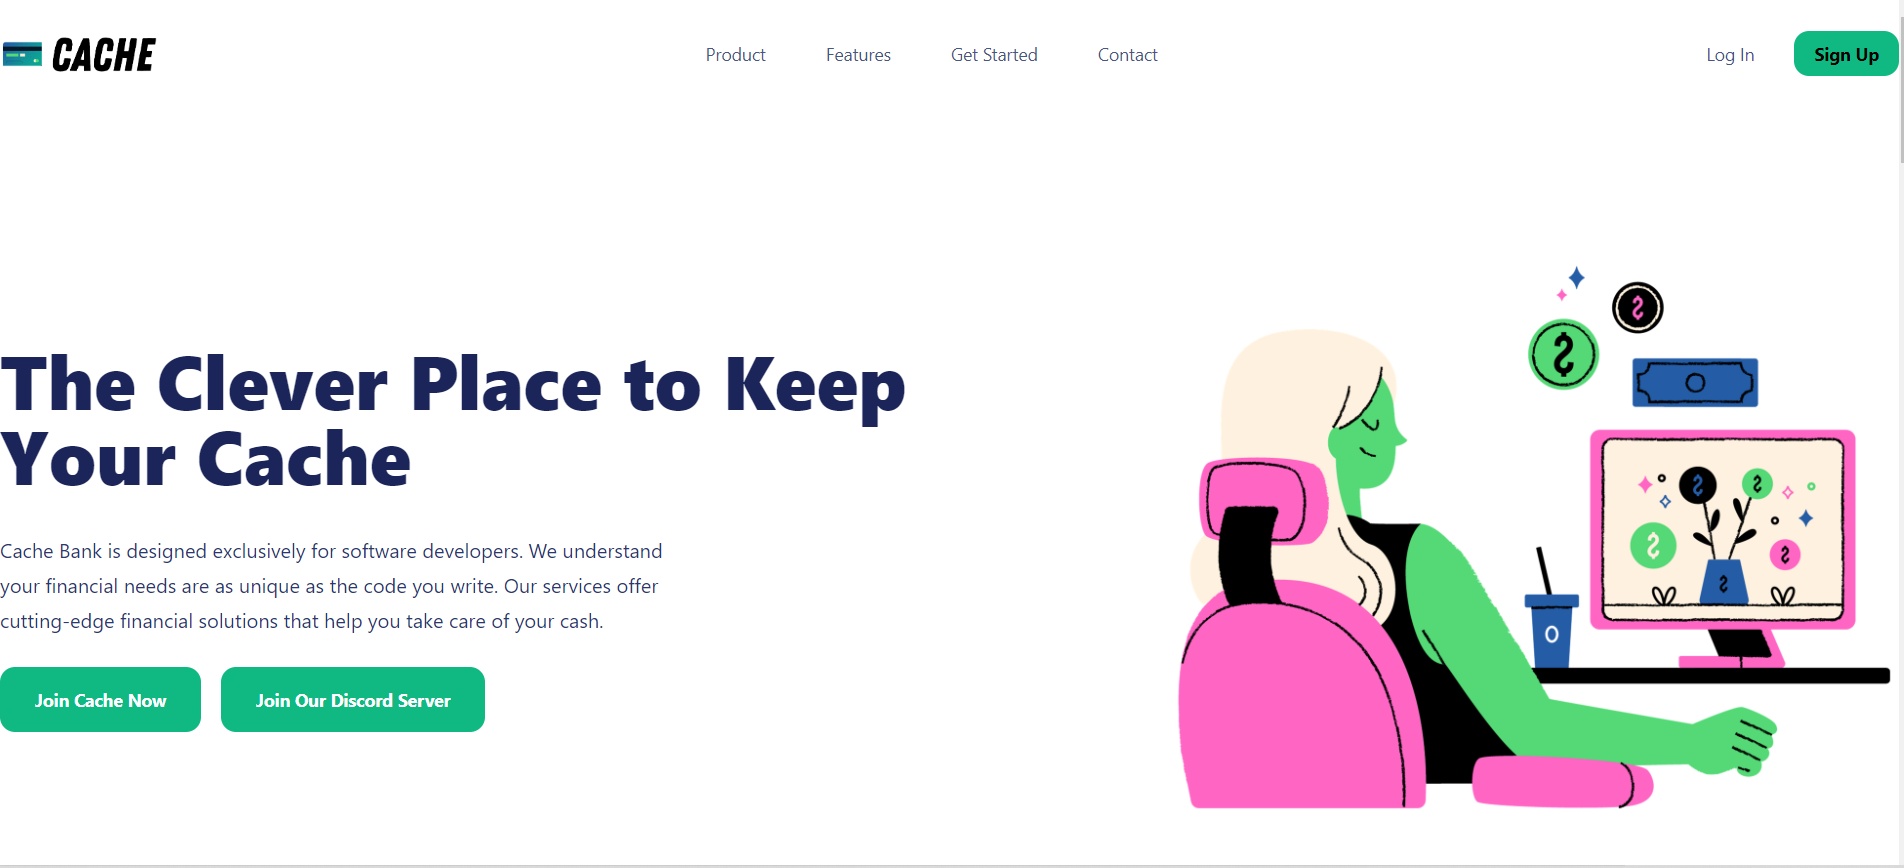 CACHE
Product
Features
Get Started
Contact
Log In
Sign Up
The Clever Place to Keep
Your Cache
Cache Bank is designed exclusively for software developers. We understand
your financial needs are as unique as the code you write. Our services offer
cutting-edge financial solutions that help you take care of your cash.
Join Cache Now
Join Our Discord Server